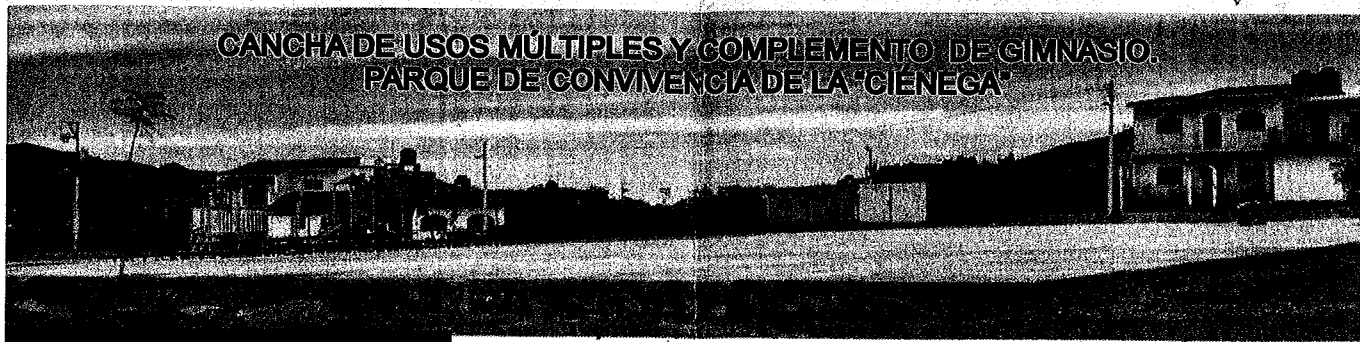 CANCHA DE USOS MÚLTIPLES Y COMPLEMENTO DE GIMNASIO.
PARQUE DE CONVIVENCIA DE LA "CIÉNEGA"